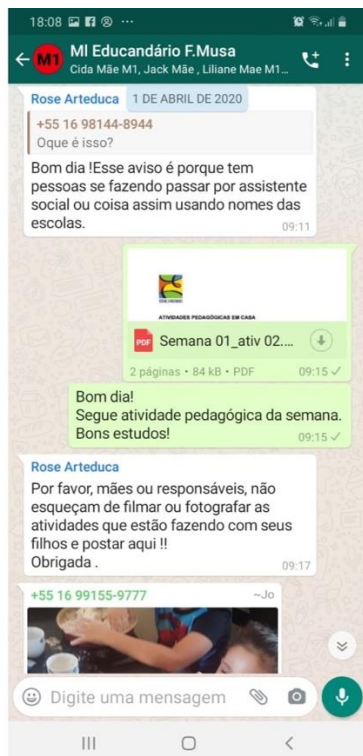 18:08
M1
MI Educandário F.Musa
Cida Mãe M1, Jack Mãe , Liliane Mae M1...
Rose Arteduca
1 DE ABRIL DE 2020
+55 16 98144-8944
Oque é isso?
Bom dia !Esse aviso é porque tem
pessoas se fazendo passar por assistente
social ou coisa assim usando nomes das
escolas.
09:11
ATIVIDADES PEDAGÓGICAS EM CASA
PDF
Semana 01_ativ 02....
2 páginas • 84 kB • PDF
09:15
Bom dia!
Segue atividade pedagógica da semana.
Bons estudos!
09:15
Rose Arteduca
Por favor, mães ou responsáveis, não
esqueçam de filmar ou fotografar as
atividades que estão fazendo com seus
filhos e postar aqui !!
Obrigada .
09:17
+55 16 99155-9777
~Jo
Digite uma mensagem